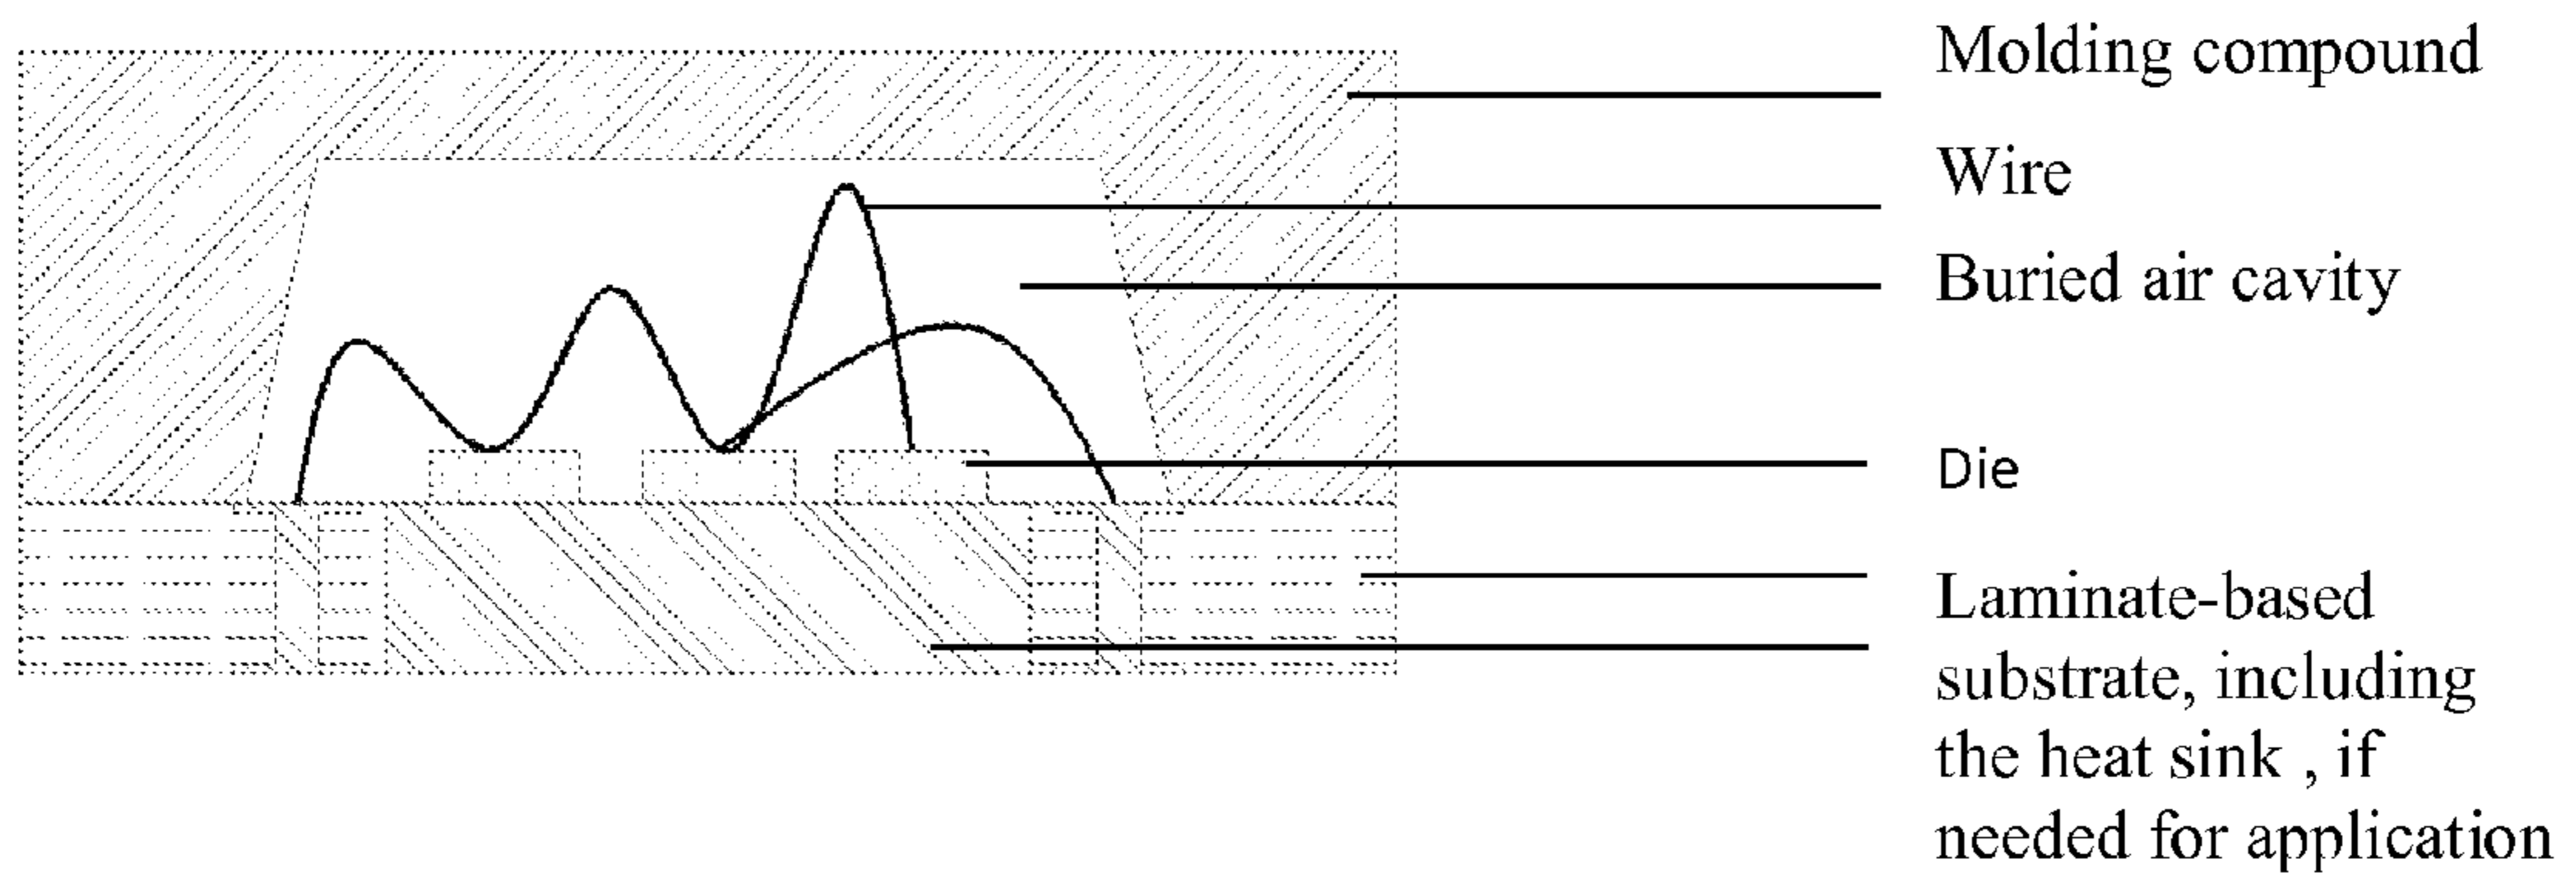 Molding compound
Wire
Buried air cavity
Die
Laminate-based
substrate, including
the heat sink , if
needed for application